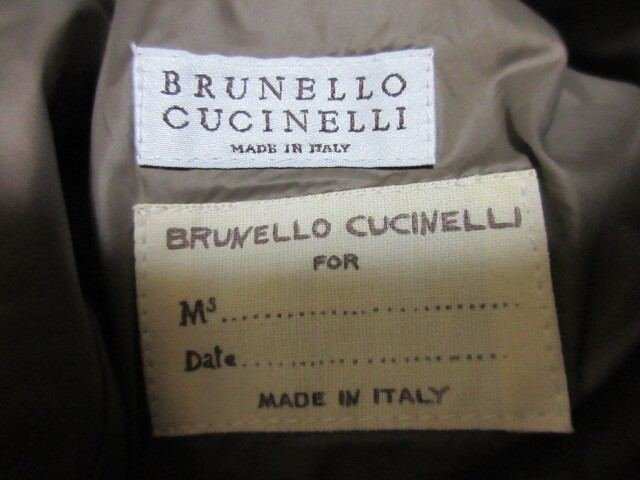 BRUNELLO
CUCINELLI
MADE IN ITALY
BRUNELLO CUCINELLI
FOR
Ms................................
Date..............................
MADE IN ITALY